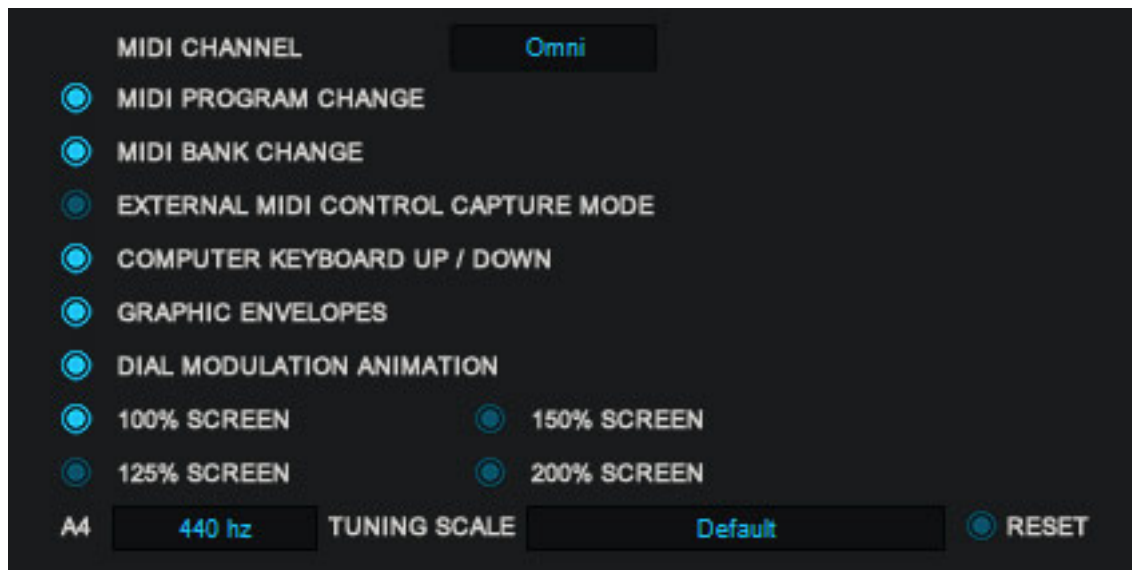 MIDI CHANNEL Omni
MIDI PROGRAM CHANGE
MIDI BANK CHANGE
EXTERNAL MIDI CONTROL CAPTURE MODE
COMPUTER KEYBOARD UP / DOWN
GRAPHIC ENVELOPES
DIAL MODULATION ANIMATION
100% SCREEN 150% SCREEN
125% SCREEN 200% SCREEN
A4 440 hz TUNING SCALE Default RESET